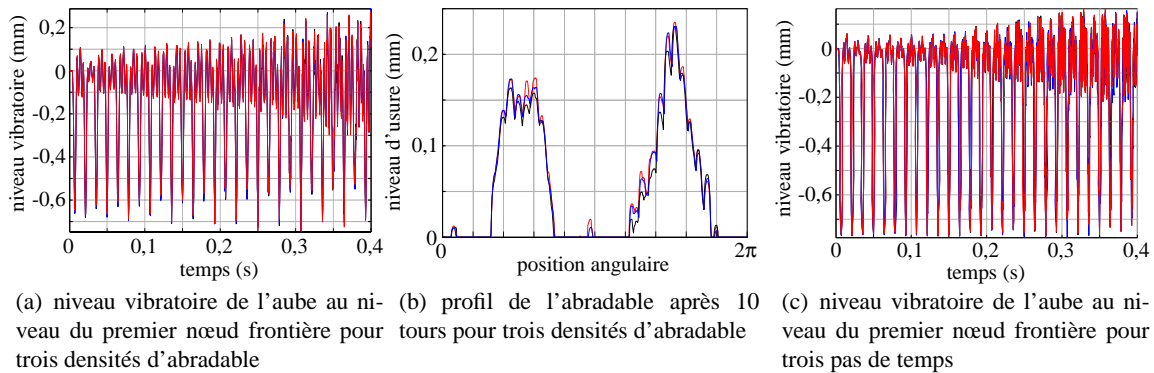 niveau vibratoire (mm)
0,2
0
-0.2
-0.4
-0.6
0
0,1
0,2
0,3
0,4
temps (s)
niveau d'usure (mm)
0,2
0,1
0
0
2π
position angulaire
niveau vibratoire (mm)
0
-0.2
-0.4
-0.6
0
0,1
0,2
0,3
0,4
temps (s)
(a) niveau vibratoire de l'aube au ni-
veau du premier nœud frontière pour
trois densités d'abradable
(b) profil de l'abradable après 10
tours pour trois densités d'abradable
(c) niveau vibratoire de l'aube au ni-
veau du premier nœud frontière pour
trois pas de temps